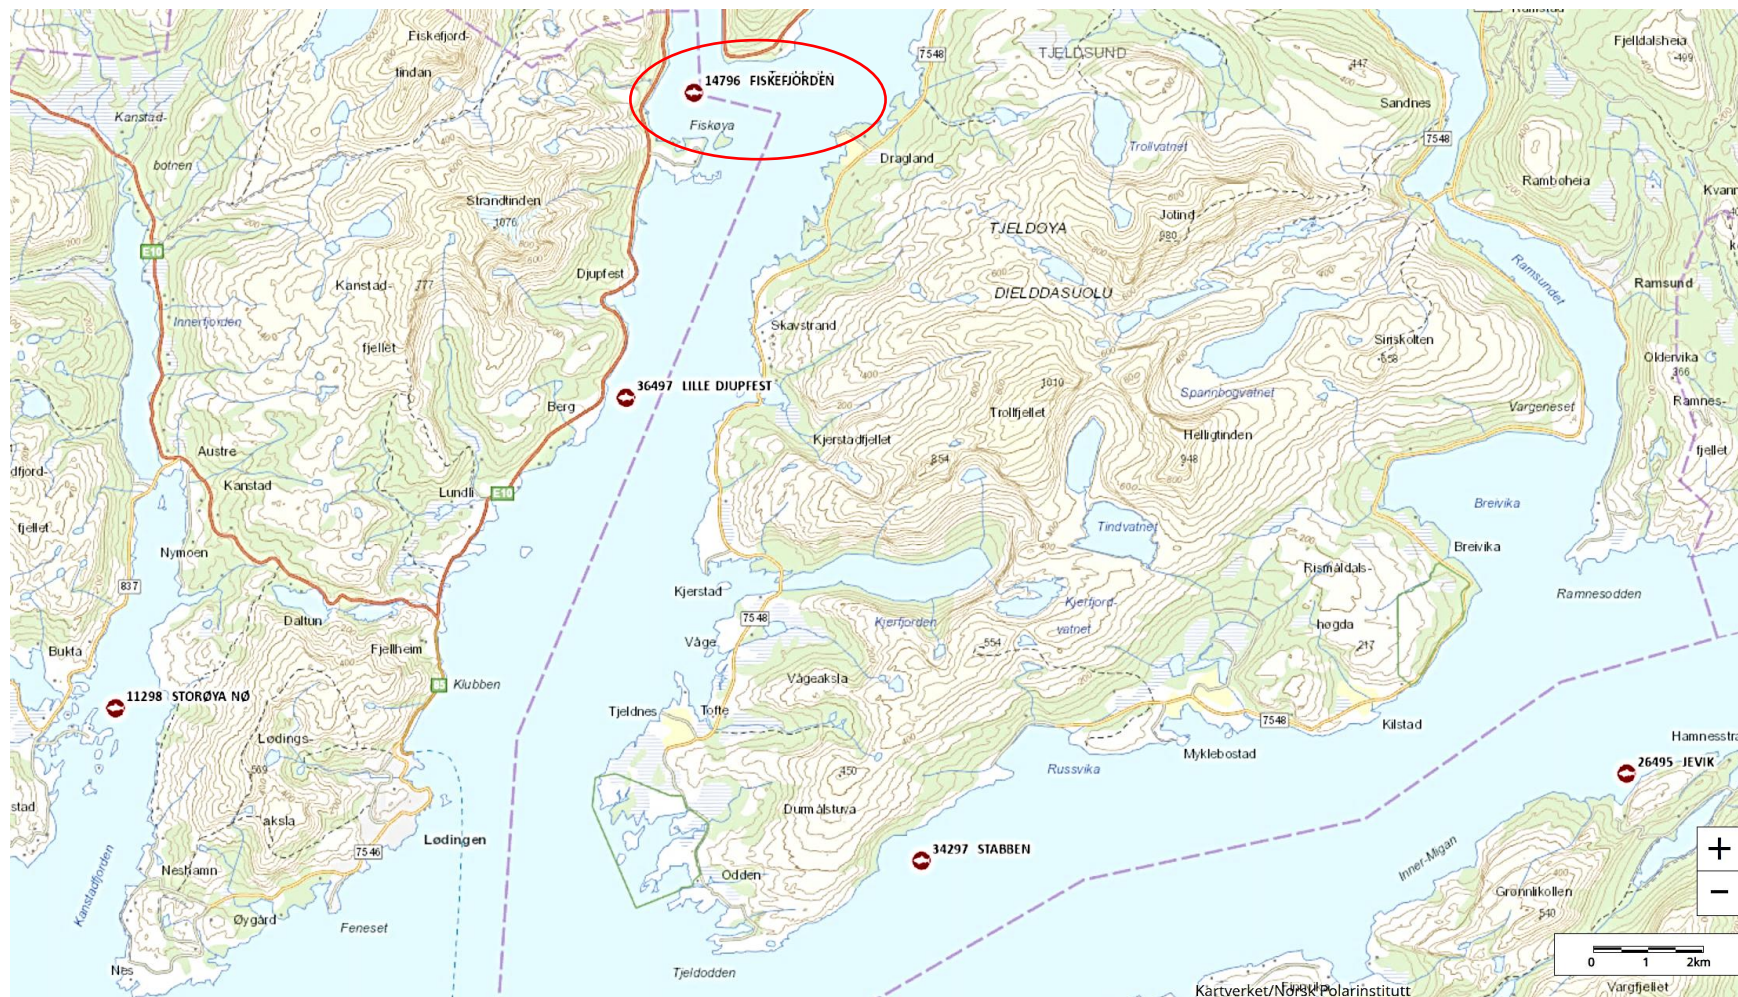 Fiskefjord-
tindan
7548
TJELDSUND
Fjelldalsheia
499
447
14796 FISKEFJORDEN
Sandnes
Kanstad-
botnen
Fiskøya
Dragland
Trollvatnet
7548
Ramboheia
Strandtinden
1076
Jotind
980
TJELDØYA
E10
Djupfest
Kanstad-
777
DIELDDASUOLU
Ramsundet
Ramsund
Innerfjorden
fjellet
Skavstrand
Siriskolten
658
Oldervika
366
36497 LILLE DJUPFEST
1010
Trollfjellet
Spannbogvatnet
Berg
Vargeneset
Ramnes-
fjellet
Kjerstadfjellet
854
Helligtinden
948
Austre
Kanstad
Lundli
E10
Breivika
fjellet
Tindvatnet
Nymoen
Breivika
837
Rismåldals-
høgda
217
Kjerstad
Ramnesodden
Daltun
7548
Kjerfjorden
Kjerfjord-
vatnet
Bukta
Fjellheim
Våge
554
85
Klubben
Vågeaksla
11298 STORØYA NØ
Tjeldnes
Tofte
7548
Kilstad
Lødings-
aksla
569
Myklebostad
Russvika
450
26495 JEVIK
stad
Durmålstuva
Lødingen
34297 STABBEN
7546
Kanstadfjorden
Neshamn
Odden
Inner-Migan
Grønnlikollen
540
Øygård
Feneset
Nes
Tjeldodden
0 1 2km
Vargfjellet
Kartverket/Norsk Polarinstitutt
+
−